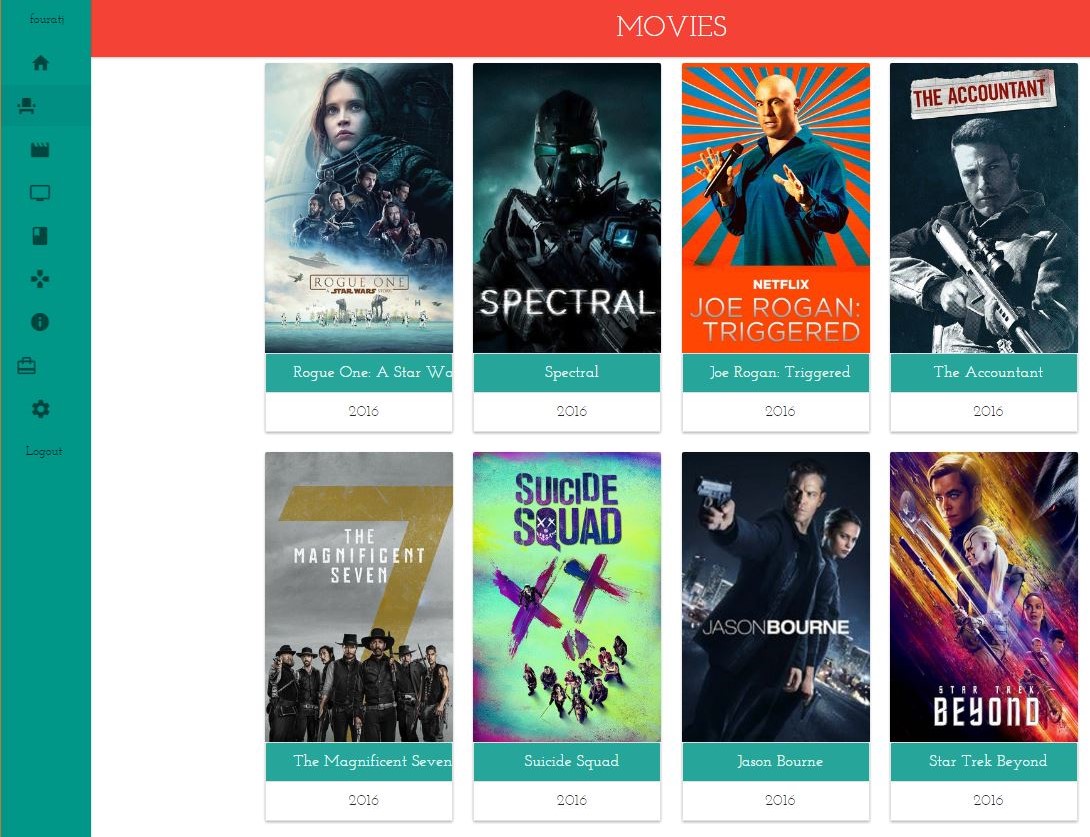 fouratj
MOVIES
ROGUE ONE
A STAR WARS STORY
SPECTRAL
NETFLIX
JOE ROGAN:
TRIGGERED
THE ACCOUNTANT
Rogue One: A Star Wa
Spectral
Joe Rogan: Triggered
The Accountant
2016
2016
2016
2016
Logout
THE
MAGNIFICENT
SEVEN
SUICIDE
SQUAD
JASON BOURNE
STAR TREK
BEYOND
The Magnificent Seven
Suicide Squad
Jason Bourne
Star Trek Beyond
2016
2016
2016
2016